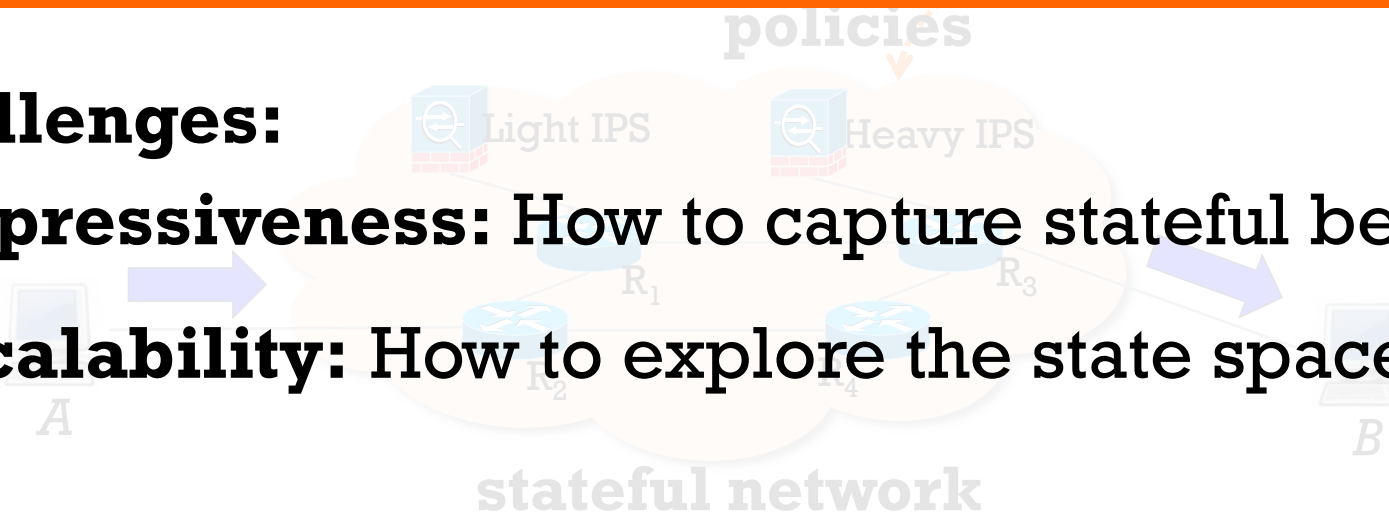 policies
llenges:
Light IPS
Heavy IPS
pressiveness: How to capture stateful be
R1
R3
calability: How to explore the state space
R2
R4
A
B
stateful network